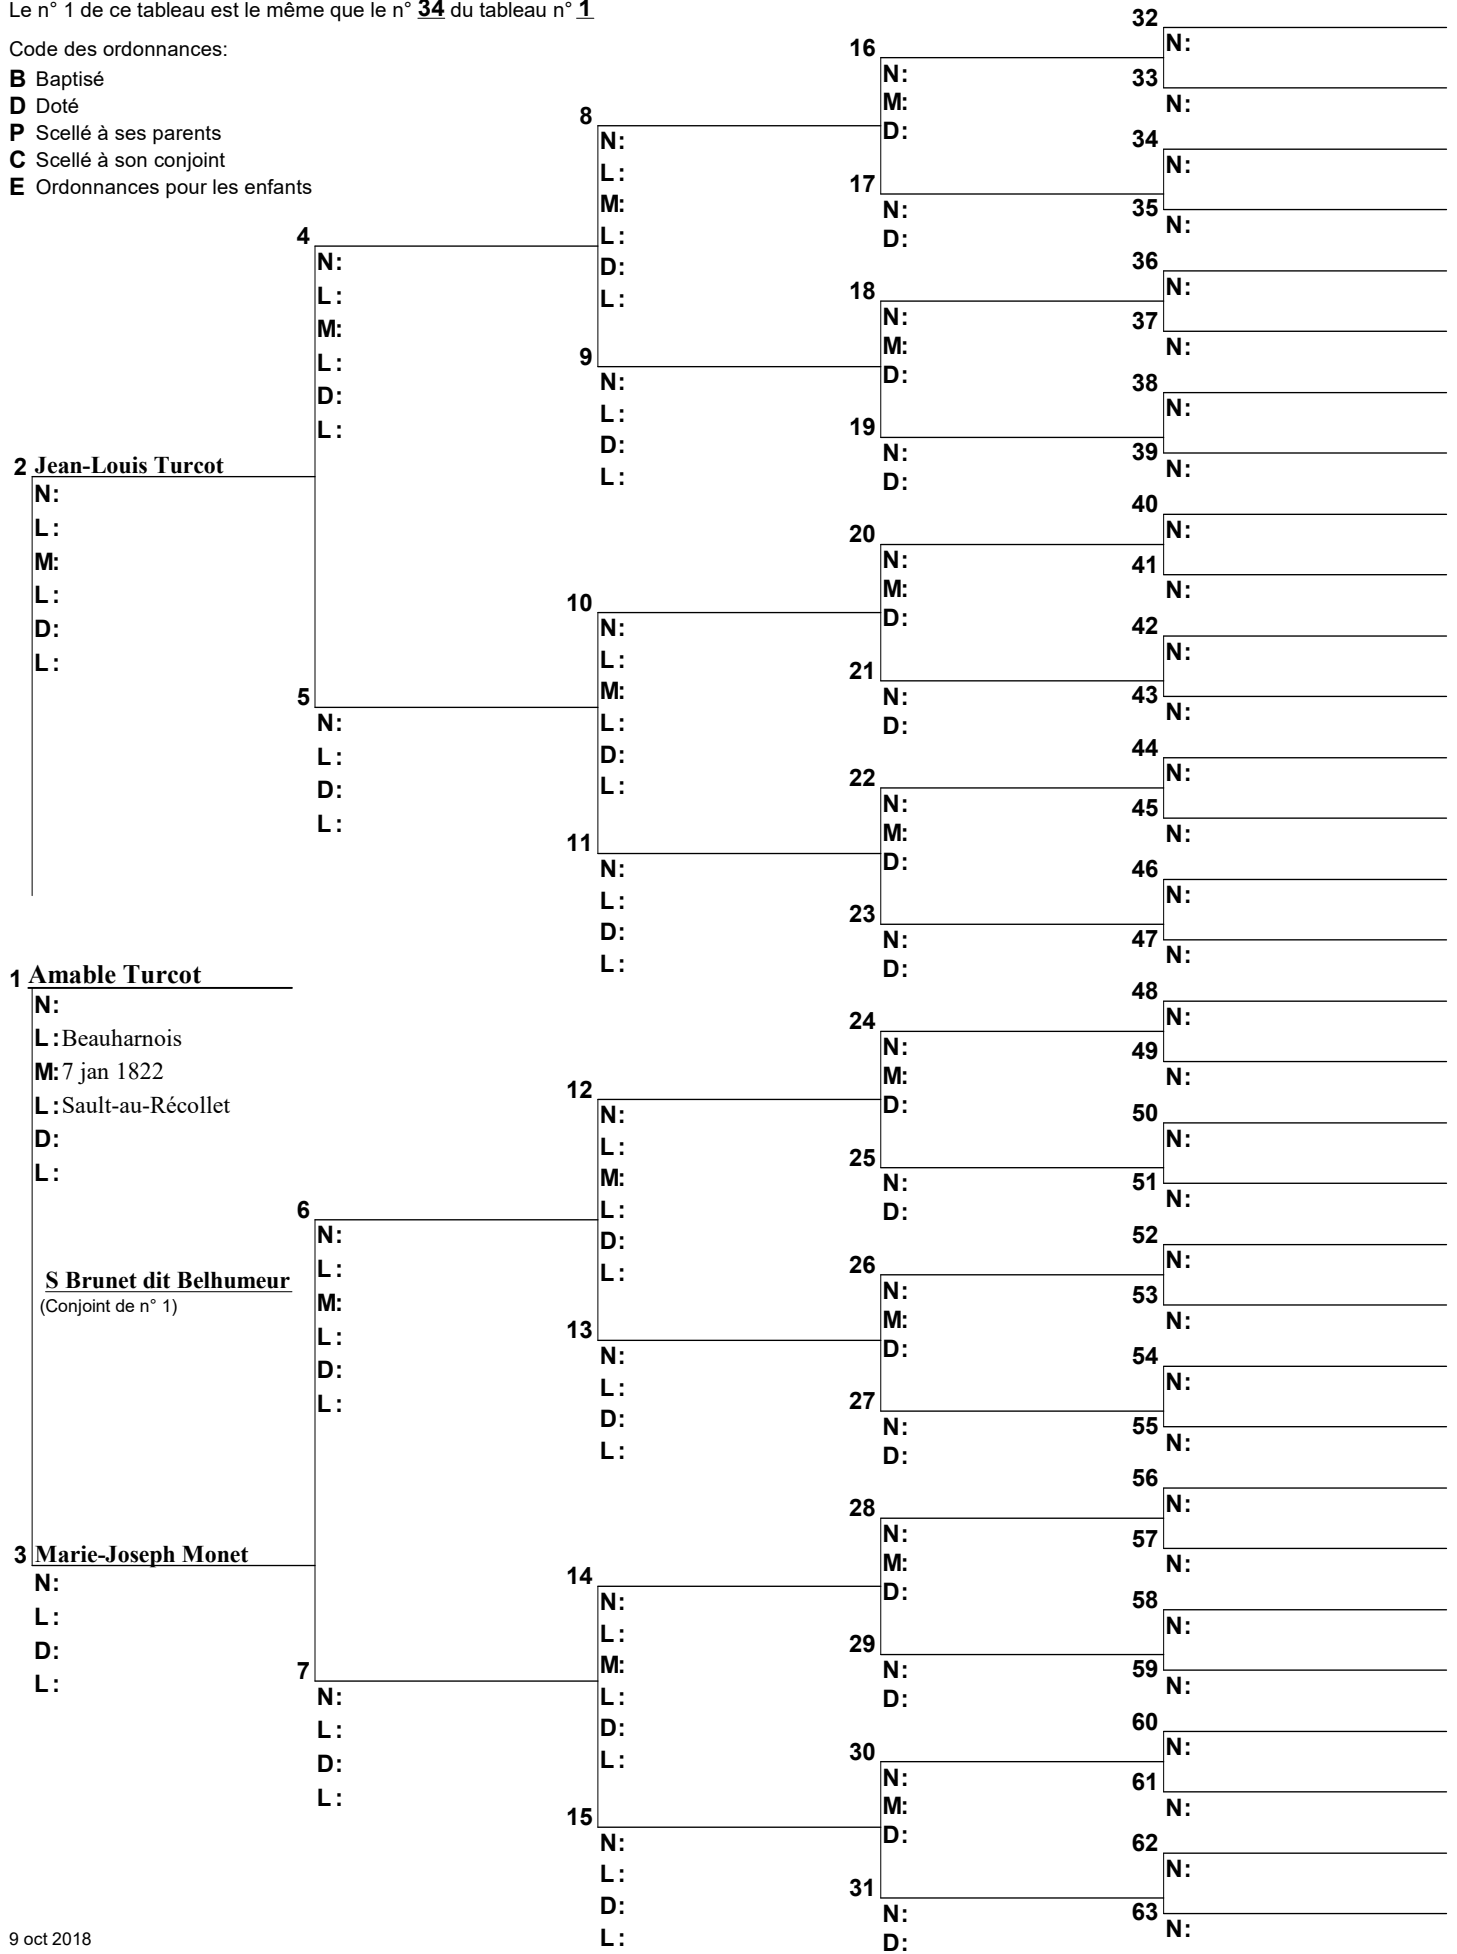 Le n° 1 de ce tableau est le même que le n° 34 du tableau n° 1
Code des ordonnances:
B Baptisé
D Doté
P Scellé à ses parents
C Scellé à son conjoint
E Ordonnances pour les enfants
2 Jean-Louis Turcot
N:
L:
M:
L:
D:
L:
1 Amable Turcot
N:
L: Beauharnois
M: 7 jan 1822
L: Sault-au-Récollet
D:
L:
S Brunet dit Belhumeur
(Conjoint de n° 1)
3 Marie-Joseph Monet
N:
L:
D:
L:
9 oct 2018
4
N:
L:
M:
L:
D:
L:
5
N:
L:
D:
L:
6
N:
L:
M:
L:
D:
L:
7
N:
L:
D:
L:
8
N:
L:
M:
L:
D:
L:
9
N:
L:
D:
L:
10
N:
L:
M:
L:
D:
L:
11
N:
L:
D:
L:
12
N:
L:
M:
L:
D:
L:
13
N:
L:
D:
L:
14
N:
L:
M:
L:
D:
L:
15
N:
L:
D:
L:
16
N:
M:
D:
17
N:
D:
18
N:
M:
D:
19
N:
D:
20
N:
M:
D:
21
N:
D:
22
N:
M:
D:
23
N:
D:
24
N:
M:
D:
25
N:
D:
26
N:
M:
D:
27
N:
D:
28
N:
M:
D:
29
N:
D:
30
N:
M:
D:
31
N:
D:
32
N:
33
N:
34
N:
35
N:
36
N:
37
N:
38
N:
39
N:
40
N:
41
N:
42
N:
43
N:
44
N:
45
N:
46
N:
47
N:
48
N:
49
N:
50
N:
51
N:
52
N:
53
N:
54
N:
55
N:
56
N:
57
N:
58
N:
59
N:
60
N:
61
N:
62
N:
63
N: